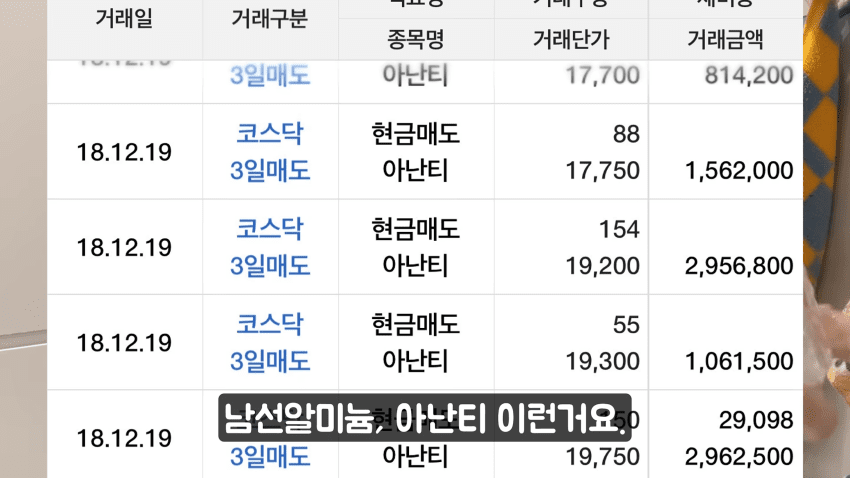 거래일 거래구분
종목명 거래단가 거래금액
3일매도 아난티 17,700 814,200
18.12.19 코스닥 현금매도 88
3일매도 아난티 17,750 1,562,000
18.12.19 코스닥 현금매도 154
3일매도 아난티 19,200 2,956,800
18.12.19 코스닥 현금매도 55
3일매도 아난티 19,300 1,061,500
18.12.19 29,098
3일매도 아난티 19,750 2,962,500
남선알미늄, 아난티 이런거요.